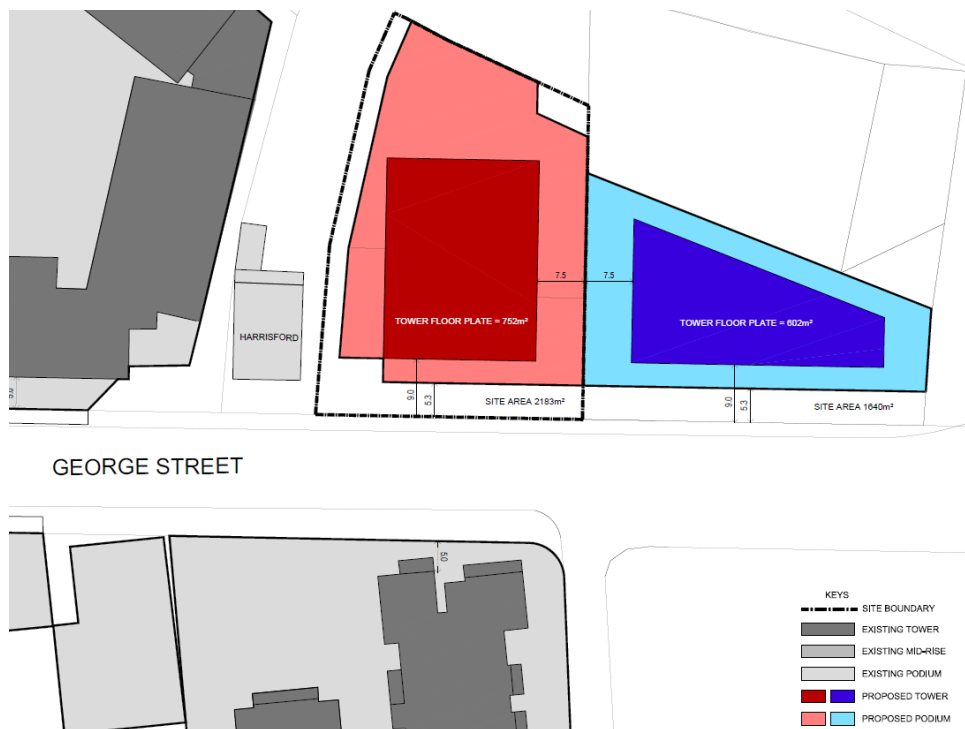 7.5
7.5
TOWER FLOOR PLATE = 752m²
TOWER FLOOR PLATE = 602m²
HARRISFORD
9.0
5.3
SITE AREA 2183m²
9.0
5.3
SITE AREA 1640m²
GEORGE STREET
KEYS
SITE BOUNDARY
EXISTING TOWER
EXISTING MID-RISE
EXISTING PODIUM
PROPOSED TOWER
PROPOSED PODIUM